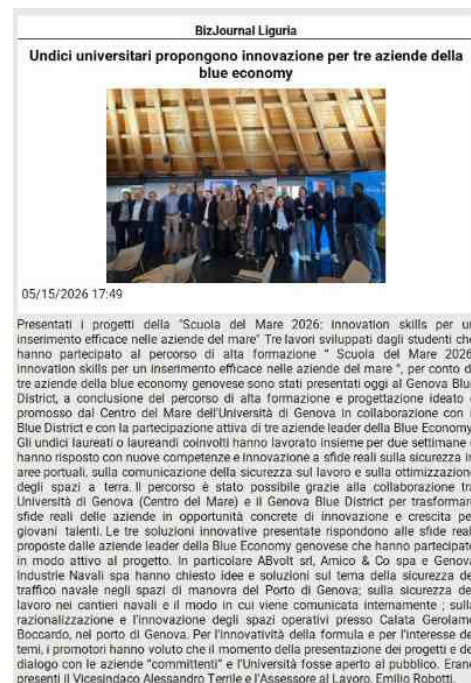 BizJournal Liguria
Undici universitari propongono innovazione per tre aziende della
blue economy
05/15/2026 17:49
Presentati i progetti della "Scuola del Mare 2026: Innovation skills per un
inserimento efficace nelle aziende del mare" Tre lavori sviluppati dagli studenti che
hanno partecipato al percorso di alta formazione " Scuola del Mare 2026
Innovation skills per un inserimento efficace nelle aziende del mare ", per conto di
tre aziende della blue economy genovese sono stati presentati oggi al Genova Blu
District, a conclusione del percorso di alta formazione e progettazione ideato
promosso dal Centro del Mare dell'Università di Genova in collaborazione con
Blue District e con la partecipazione attiva di tre aziende leader della Blue Economy.
Gli undici laureati o laureandi coinvolti hanno lavorato insieme per due settimane
hanno risposto con nuove competenze e innovazione a sfide reali sulla sicurezza in
aree portuali, sulla comunicazione della sicurezza sul lavoro e sulla ottimizzazione
degli spazi a terra. Il percorso è stato possibile grazie alla collaborazione tra
Università di Genova (Centro del Mare) e il Genova Blue District per trasformare
sfide reali delle aziende in opportunità concrete di innovazione e crescita per
giovani talenti. Le tre soluzioni innovative presentate rispondono alle sfide real
proposte dalle aziende leader della Blue Economy genovese che hanno partecipato
in modo attivo al progetto. In particolare ABvolt srl, Amico & Co spa e Genova
Industrie Navali spa hanno chiesto idee e soluzioni sul tema della sicurezza de
traffico navale negli spazi di manovra del Porto di Genova; sulla sicurezza del
lavoro nei cantieri navali e il modo in cui viene comunicata internamente ; sulla
razionalizzazione e l'innovazione degli spazi operativi presso Calata Gerolamo
Boccardo, nel porto di Genova. Per l'innovatività della formula e per l'interesse de
temi, i promotori hanno voluto che il momento della presentazione dei progetti e de
dialogo con le aziende "committenti" e l'Università fosse aperto al pubblico. Erano
presenti il Vicesindaco Alessandro Terrile e l'Assessore al Lavoro, Emilio Robotti.